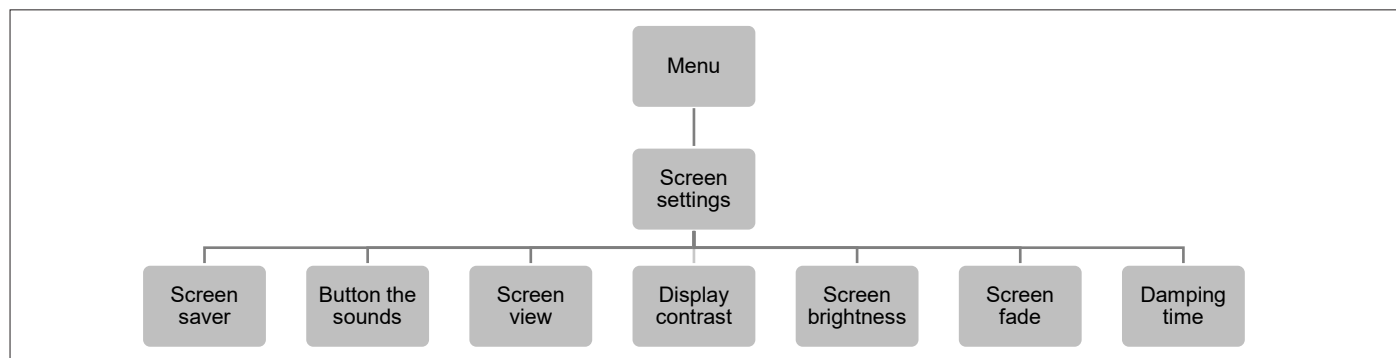 Menu
Screen
settings
Screen
saver
Button the
sounds
Screen
view
Display
contrast
Screen
brightness
Screen
fade
Damping
time